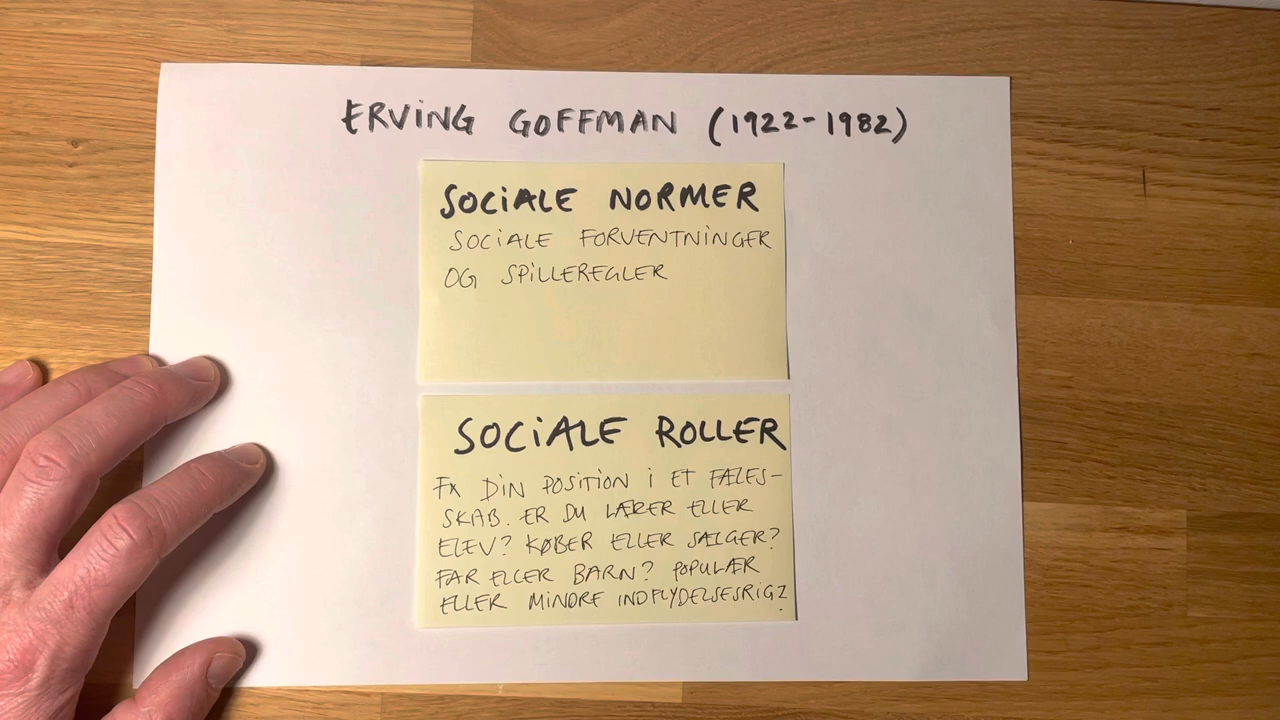 ERVING GOFFMAN (1922-1982)
SOCIALE NORMER
SOCIALE FORVENTNINGER
OG SPILLEREGLER
SOCIALE ROLLER
FX DIN POSITION I ET FÆLES-
SKAB. ER DU LÆRER ELLER
ELEV? KØBER ELLER SÆLGER?
FAR ELLER BARN? POPULÆR
ELLER MINDRE INDFLYDELSESRIG?